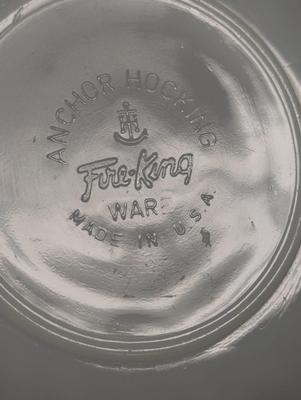 ANCHOR HOCKING
Fire-King
WARE
MADE IN U.S.A.